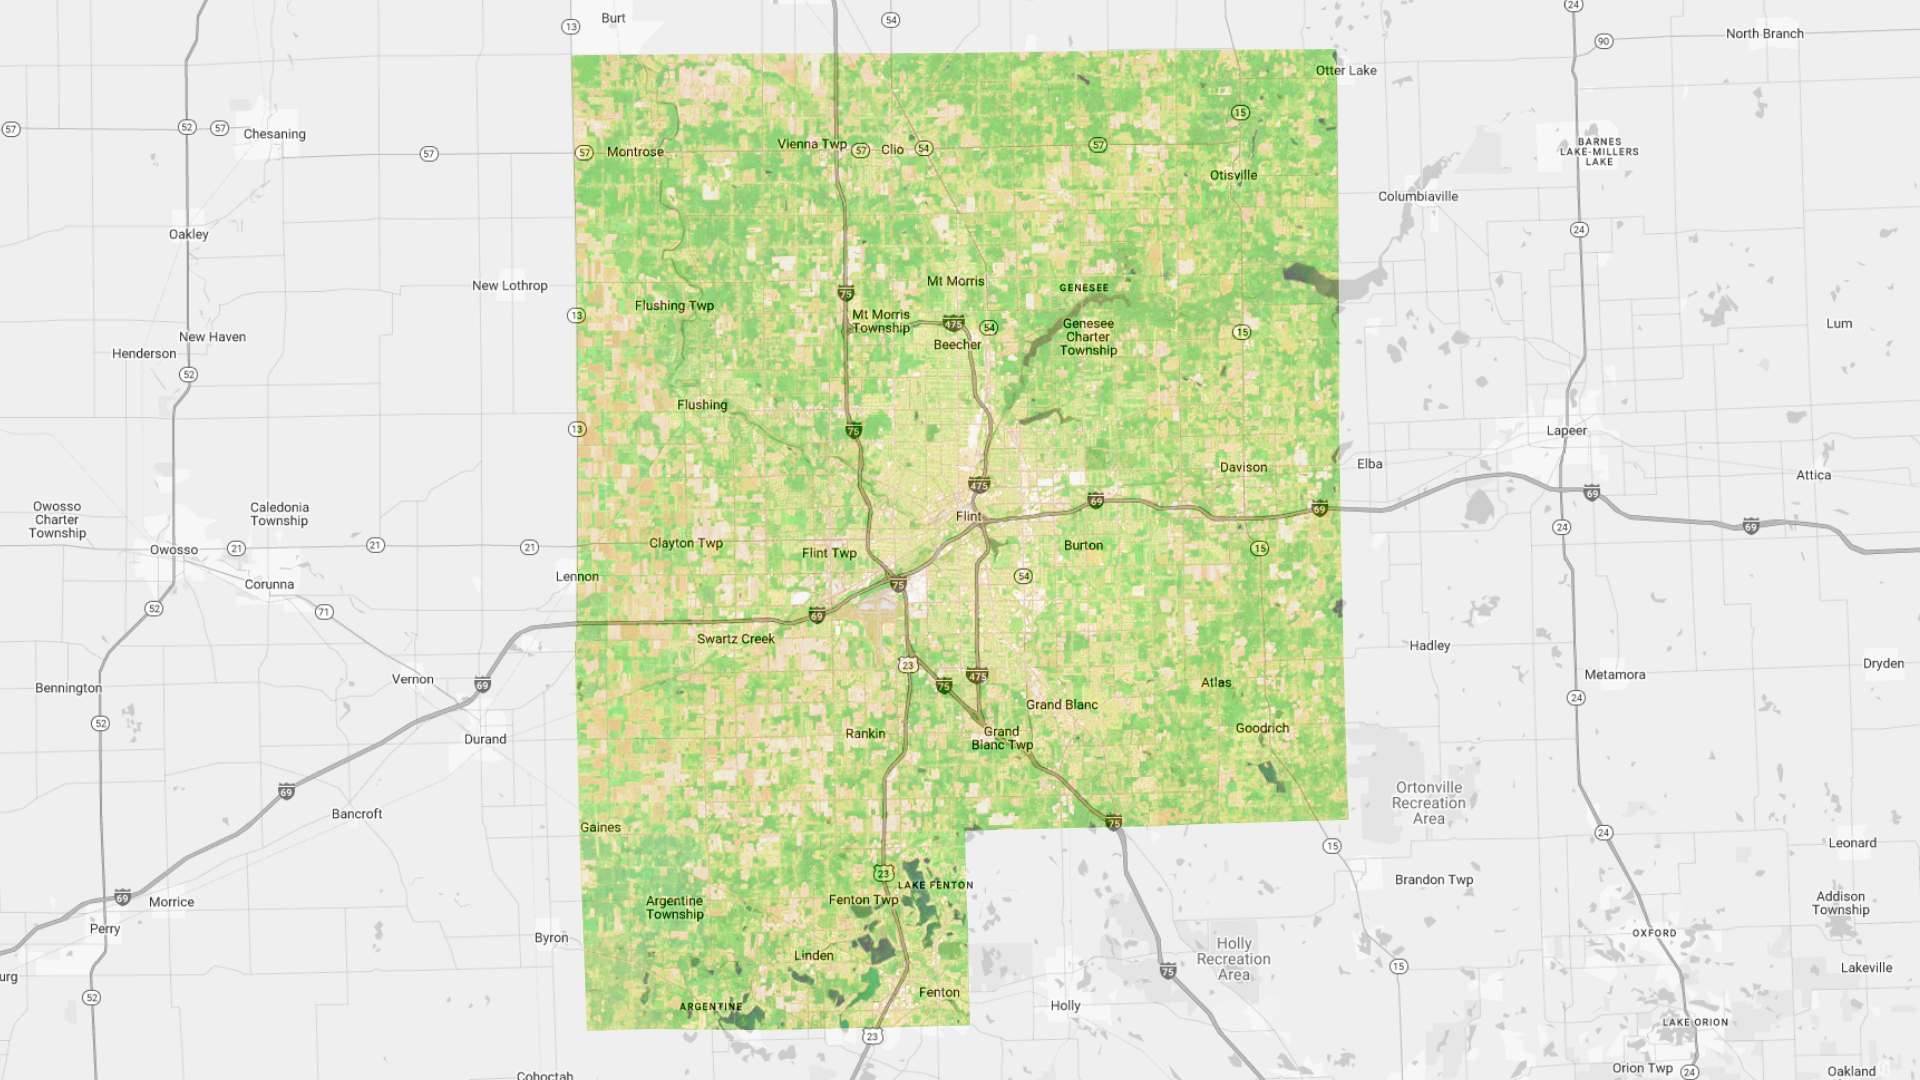 Burt
13
54
24
90
North Branch
Otter Lake
57
52
57
Chesaning
57
57
Montrose
Vienna Twp
57
Clio
54
57
15
BARNES
LAKE-MILLERS
LAKE
Otisville
Columbiaville
Oakley
24
New Lothrop
Mt Morris
GENESEE
75
Flushing Twp
13
Mt Morris
Township
475
54
Genesee
Charter
Township
15
Lum
New Haven
Henderson
Beecher
52
Flushing
13
75
Lapeer
Elba
Davison
Attica
475
69
69
69
Owosso
Charter
Township
Caledonia
Township
Flint
24
69
Owosso
21
21
21
Clayton Twp
Flint Twp
Burton
15
Corunna
Lennon
75
54
52
71
69
Swartz Creek
Hadley
23
Dryden
Bennington
Vernon
69
75
475
Atlas
Metamora
24
52
Grand Blanc
Durand
Rankin
Grand
Blanc Twp
Goodrich
69
Bancroft
Ortonville
Recreation
Area
Gaines
75
24
15
Leonard
23
LAKE FENTON
Brandon Twp
69
Morrice
Argentine
Township
Fenton Twp
Addison
Township
Perry
Byron
OXFORD
Holly
Recreation
Area
Linden
15
Lakeville
urg
75
52
Fenton
ARGENTINE
Holly
LAKE ORION
23
Cohoctah
Orion Twp
24
Oakland